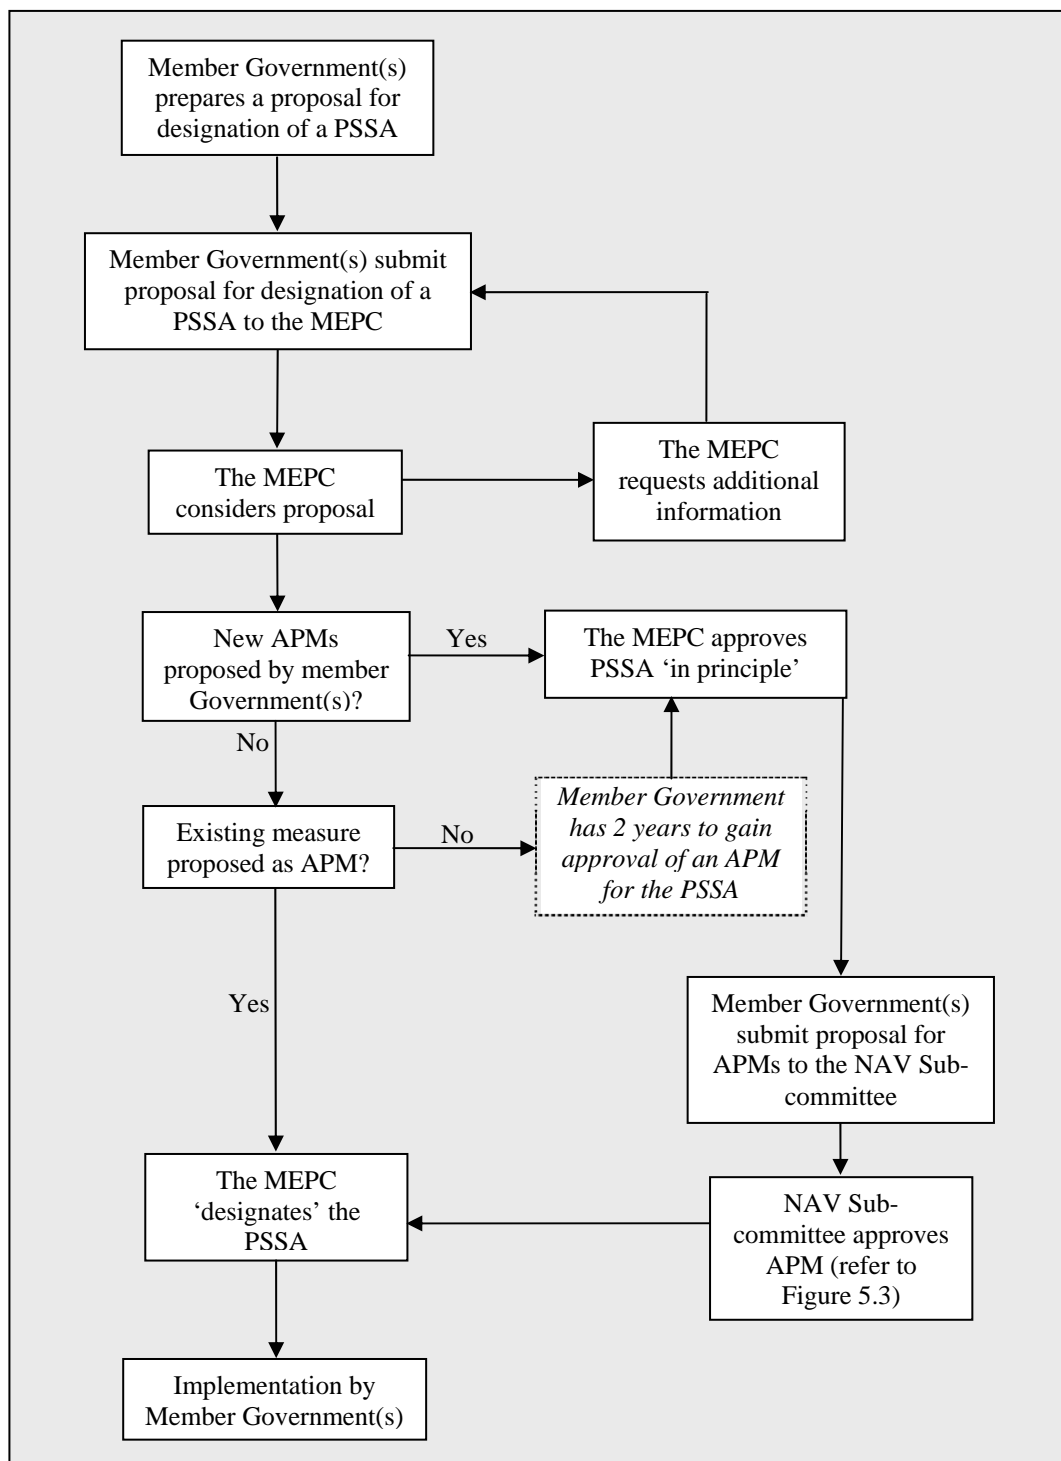 Member Government(s)
prepares a proposal for
designation of a PSSA
Member Government(s) submit
proposal for designation of a
PSSA to the MEPC
The MEPC
considers proposal
The MEPC
requests additional
information
New APMs
proposed by member
Government(s)?
Yes
The MEPC approves
PSSA ‘in principle’
No
Existing measure
proposed as APM?
No
Member Government
has 2 years to gain
approval of an APM
for the PSSA
Yes
Member Government(s)
submit proposal for
APMs to the NAV Sub-
committee
The MEPC
‘designates’ the
PSSA
NAV Sub-
committee approves
APM (refer to
Figure 5.3)
Implementation by
Member Government(s)